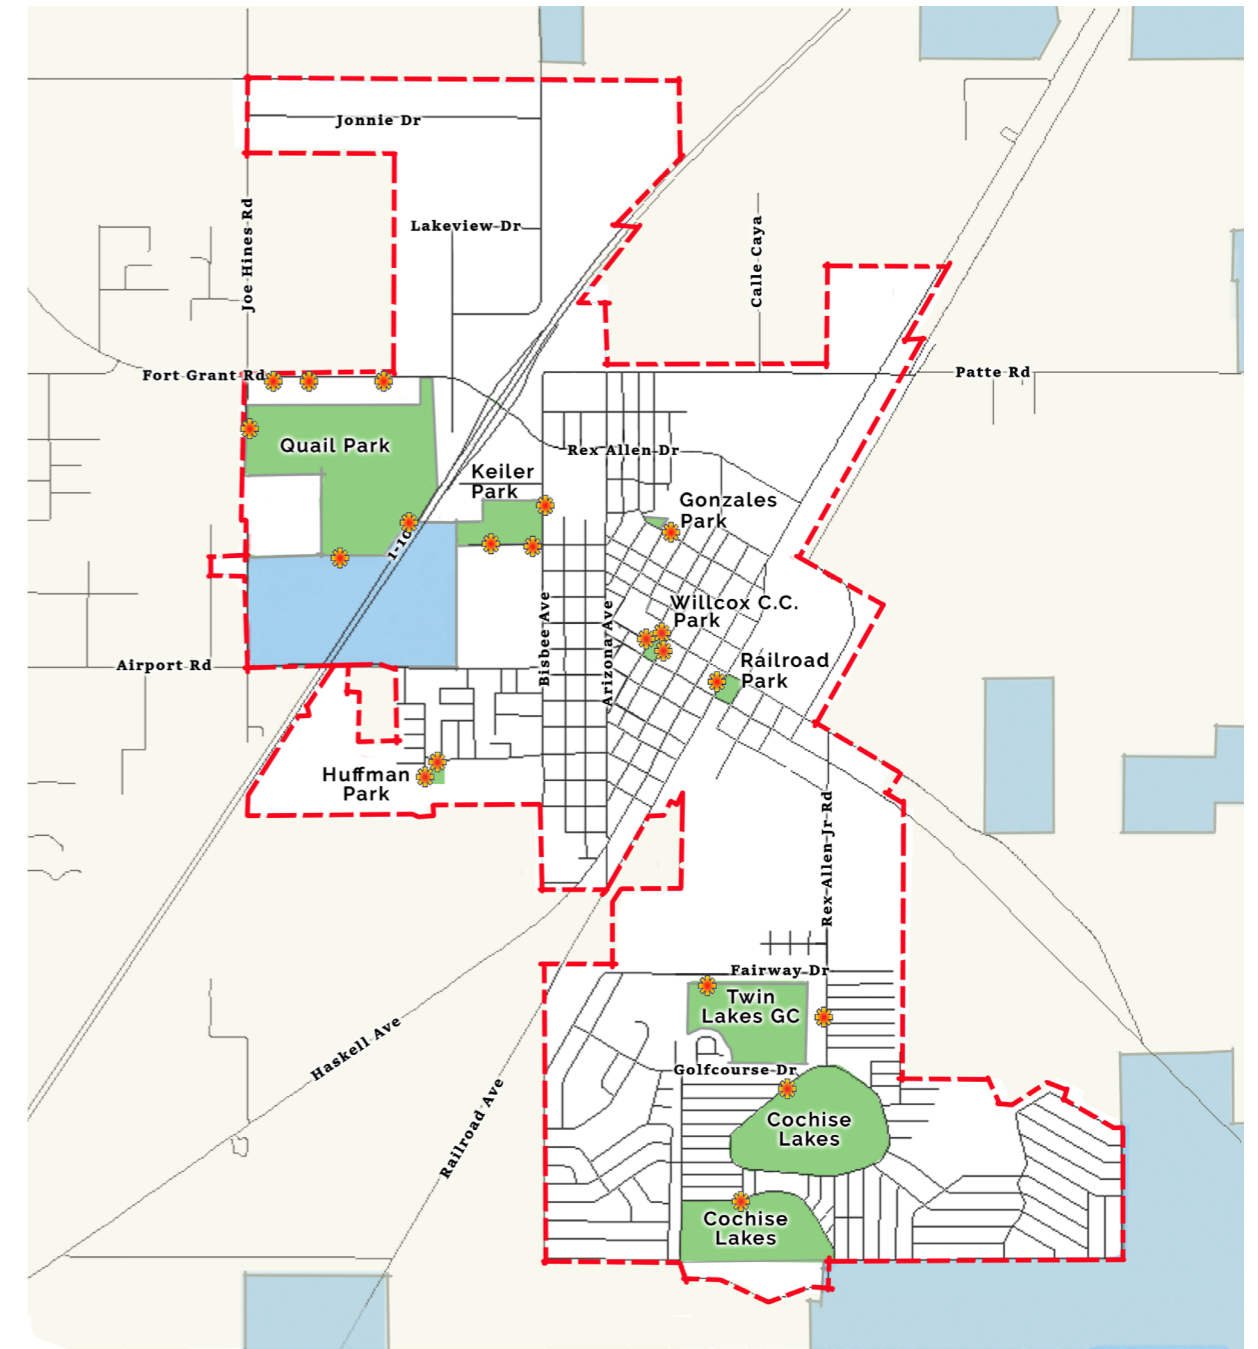 Jonnie Dr
Lakeview Dr
Joe Hines Rd
Calle Caya
Fort Grant Rd
Patte Rd
Quail Park
Rex Allen Dr
Keiler
Park
Gonzales
Park
1-10
Willcox C.C.
Park
Bisbee Ave
Arizona Ave
Airport Rd
Railroad
Park
Huffman
Park
Rex Allen Jr Rd
Fairway Dr
Twin
Lakes GC
Haskell Ave
Golfcourse Dr
Railroad Ave
Cochise
Lakes
Cochise
Lakes